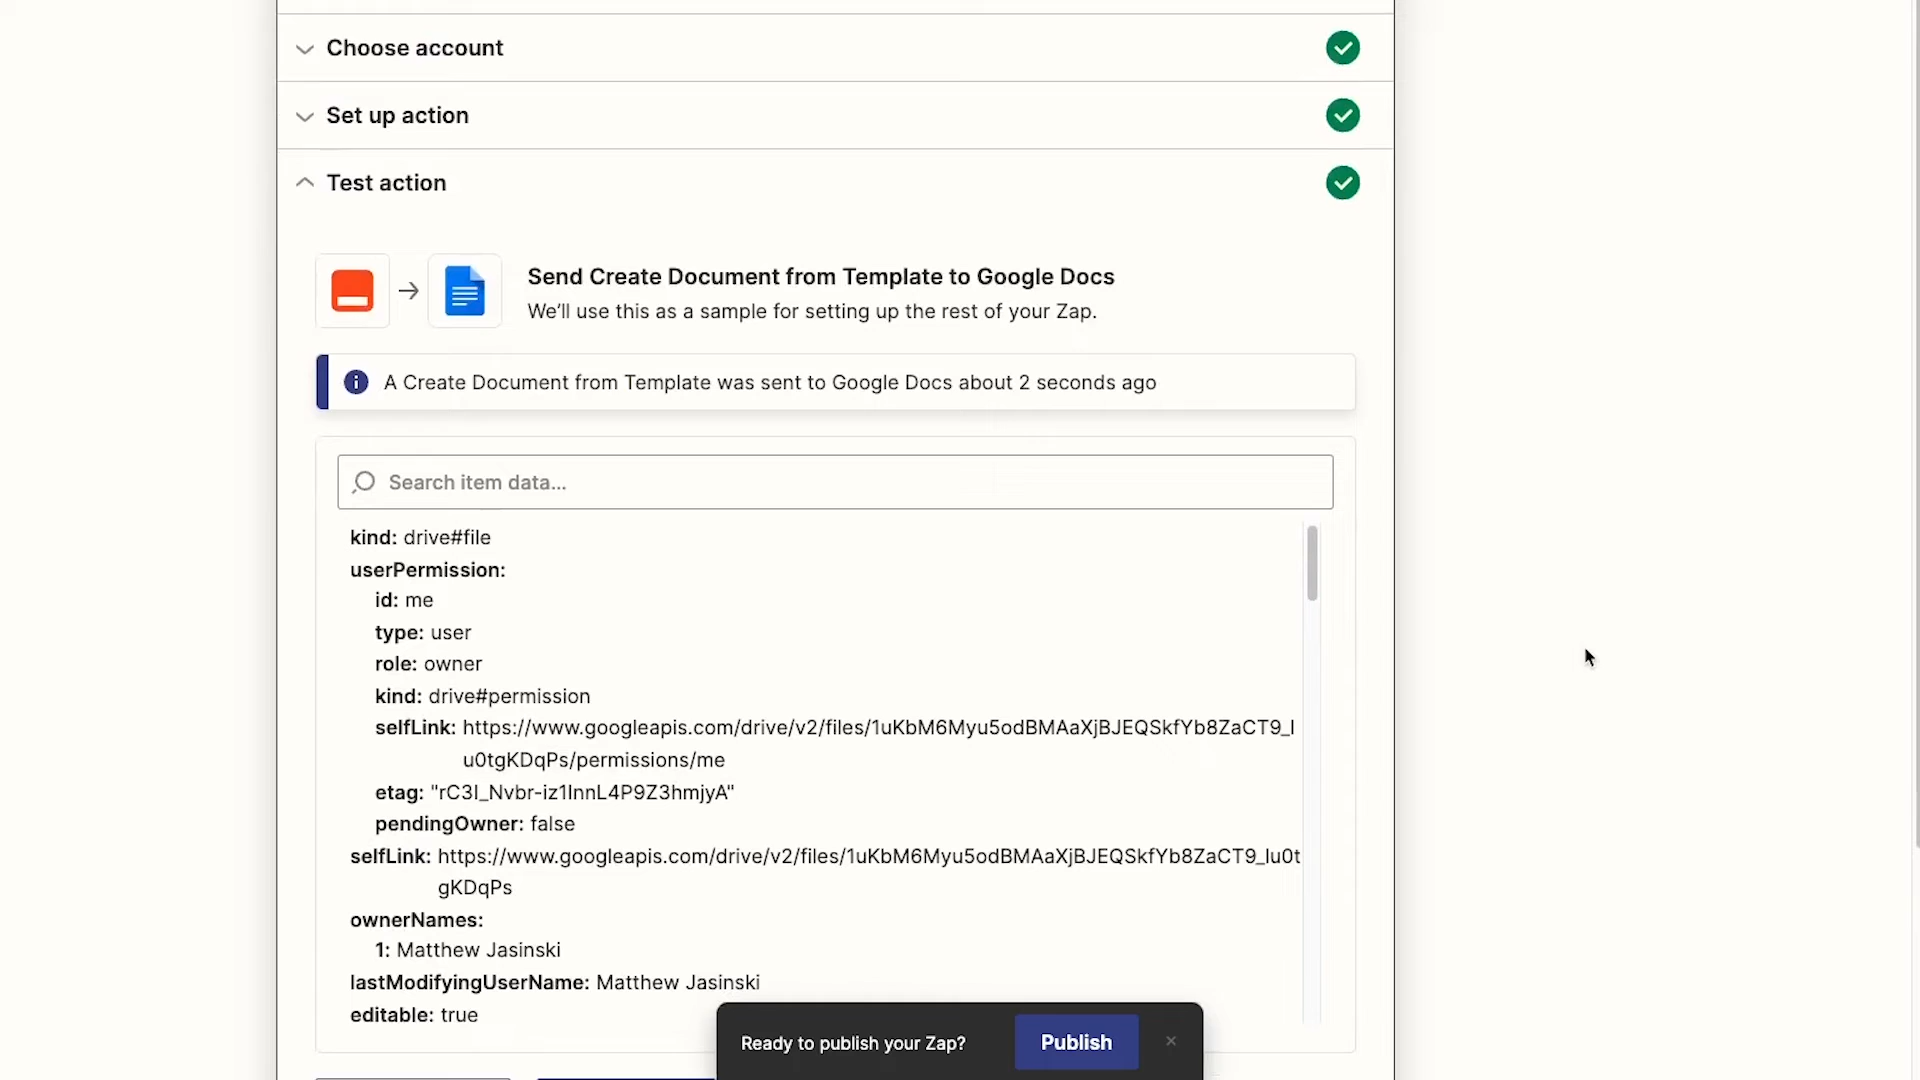 Choose account
Set up action
Test action
Send Create Document from Template to Google Docs
We'll use this as a sample for setting up the rest of your Zap.
A Create Document from Template was sent to Google Docs about 2 seconds ago
Search item data...
kind: drive#file
userPermission:
id: me
type: user
role: owner
kind: drive#permission
selfLink: https://www.googleapis.com/drive/v2/files/1uKbM6Myu5odBMAaXjBJEQSkfYb8ZaCT9_l
u0tgKDqPs/permissions/me
etag: "rC3I_Nvbr-iz1InnL4P9Z3hmjyA"
pendingOwner: false
selfLink: https://www.googleapis.com/drive/v2/files/1uKbM6Myu5odBMAaXjBJEQSkfYb8ZaCT9_lu0t
gKDqPs
ownerNames:
1: Matthew Jasinski
lastModifyingUserName: Matthew Jasinski
editable: true
Ready to publish your Zap?
Publish